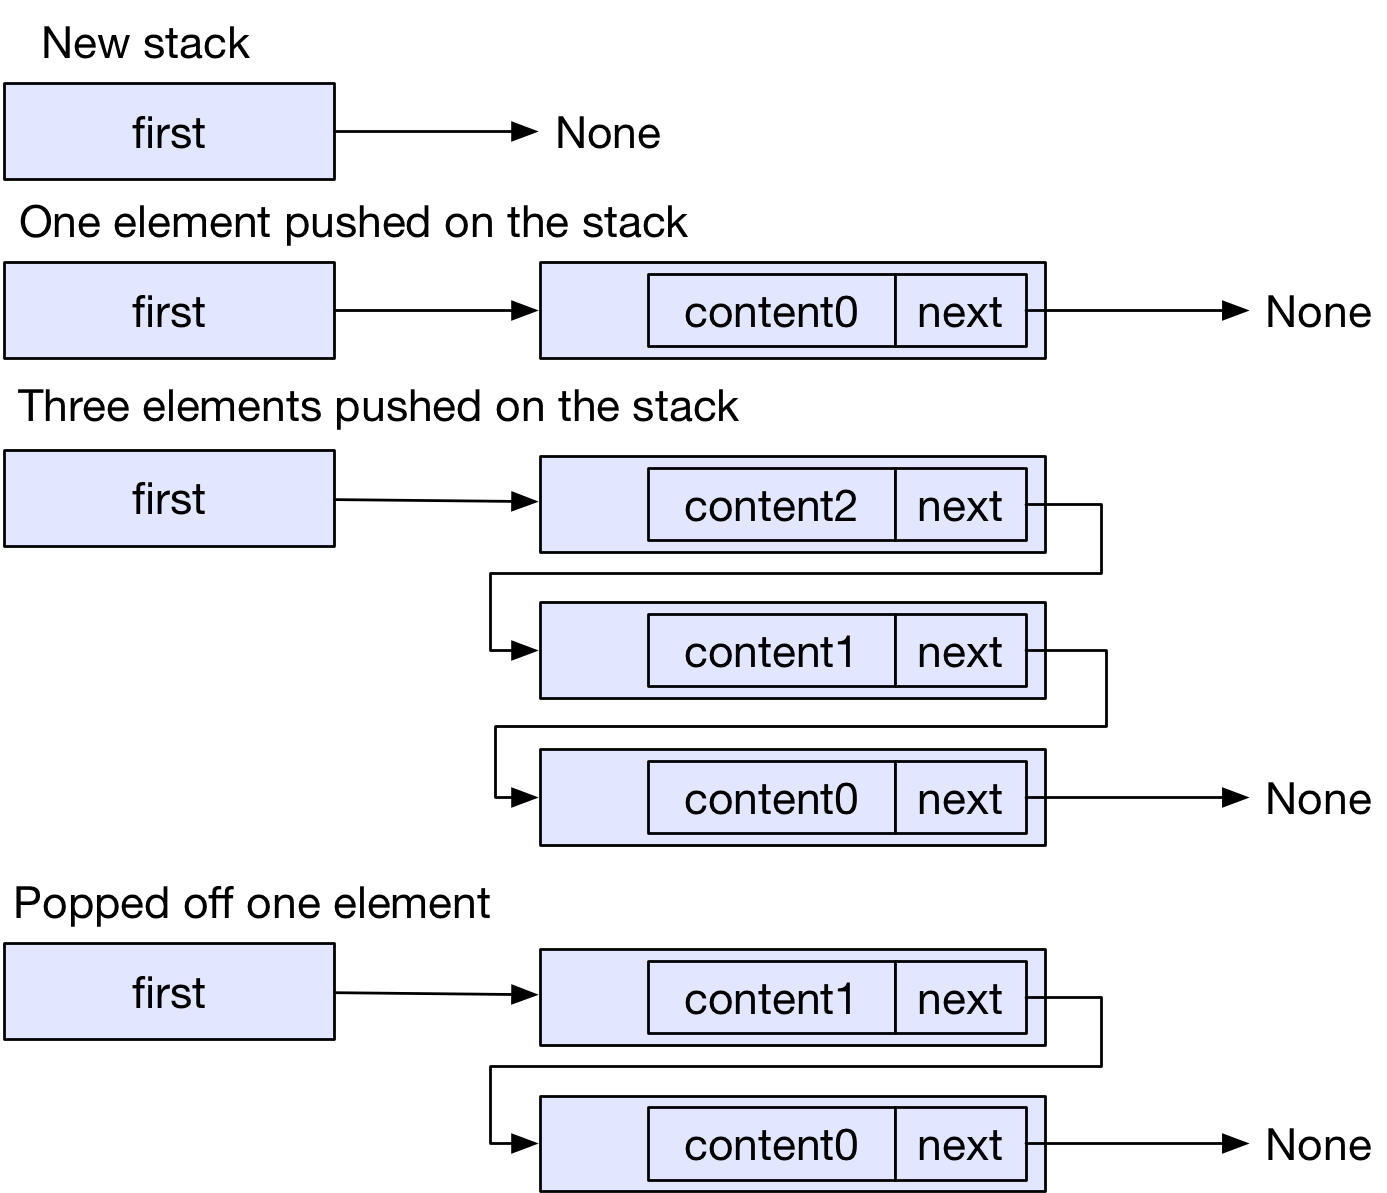 New stack
first None
One element pushed on the stack
first content0 next None
Three elements pushed on the stack
first content2 next
content1 next
content0 next None
Popped off one element
first content1 next
content0 next None